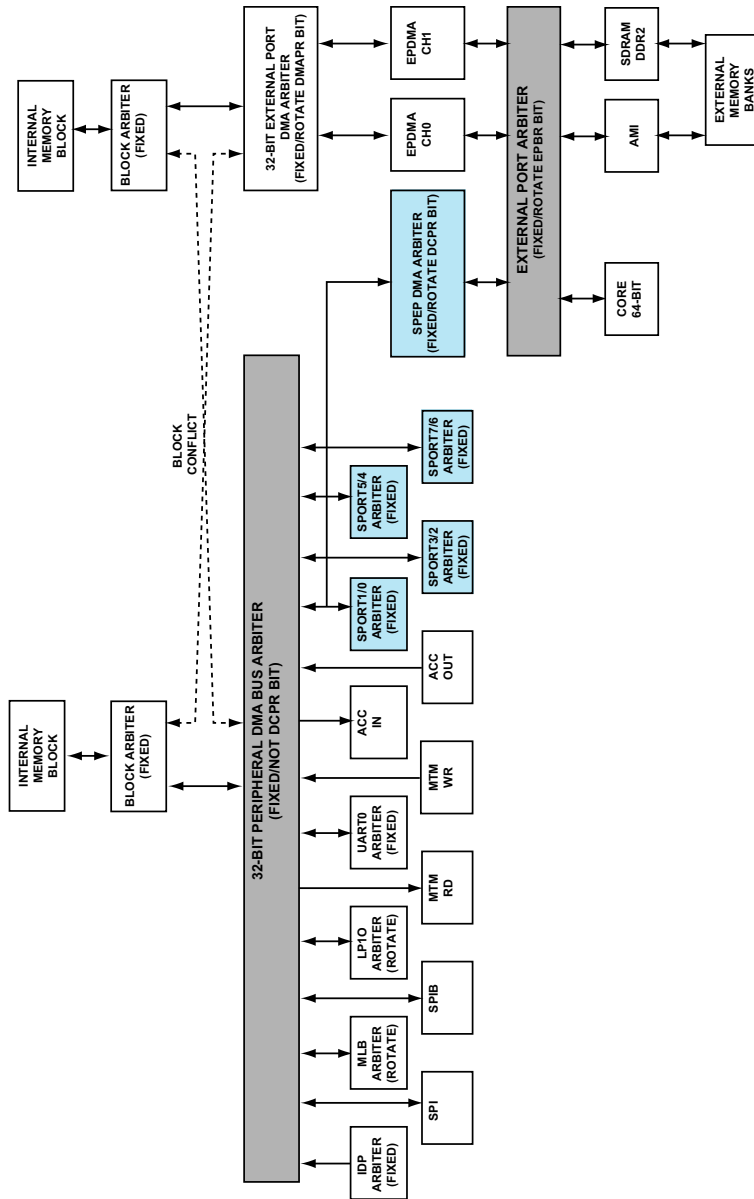 INTERNAL
MEMORY
BLOCK
BLOCK ARBITER
(FIXED)
BLOCK
CONFLICT
INTERNAL
MEMORY
BLOCK
BLOCK ARBITER
(FIXED)
32-BIT PERIPHERAL DMA BUS ARBITER
(FIXED/NOT DCPR BIT)
32-BIT EXTERNAL PORT
DMA ARBITER
(FIXED/ROTATE DMAPR BIT)
IDP
ARBITER
(FIXED)
SPI
MLB
ARBITER
(ROTATE)
SPIB
LP1O
ARBITER
(ROTATE)
MTM
RD
UART0
ARBITER
(FIXED)
MTM
WR
ACC
IN
ACC
OUT
SPORT1/0
ARBITER
(FIXED)
SPORT3/2
ARBITER
(FIXED)
SPORT5/4
ARBITER
(FIXED)
SPORT7/6
ARBITER
(FIXED)
SPEP DMA ARBITER
(FIXED/ROTATE DCPR BIT)
EPDMA
CH0
EPDMA
CH1
EXTERNAL PORT ARBITER
(FIXED/ROTATE EPBR BIT)
CORE
64-BIT
AMI
SDRAM
DDR2
EXTERNAL
MEMORY
BANKS